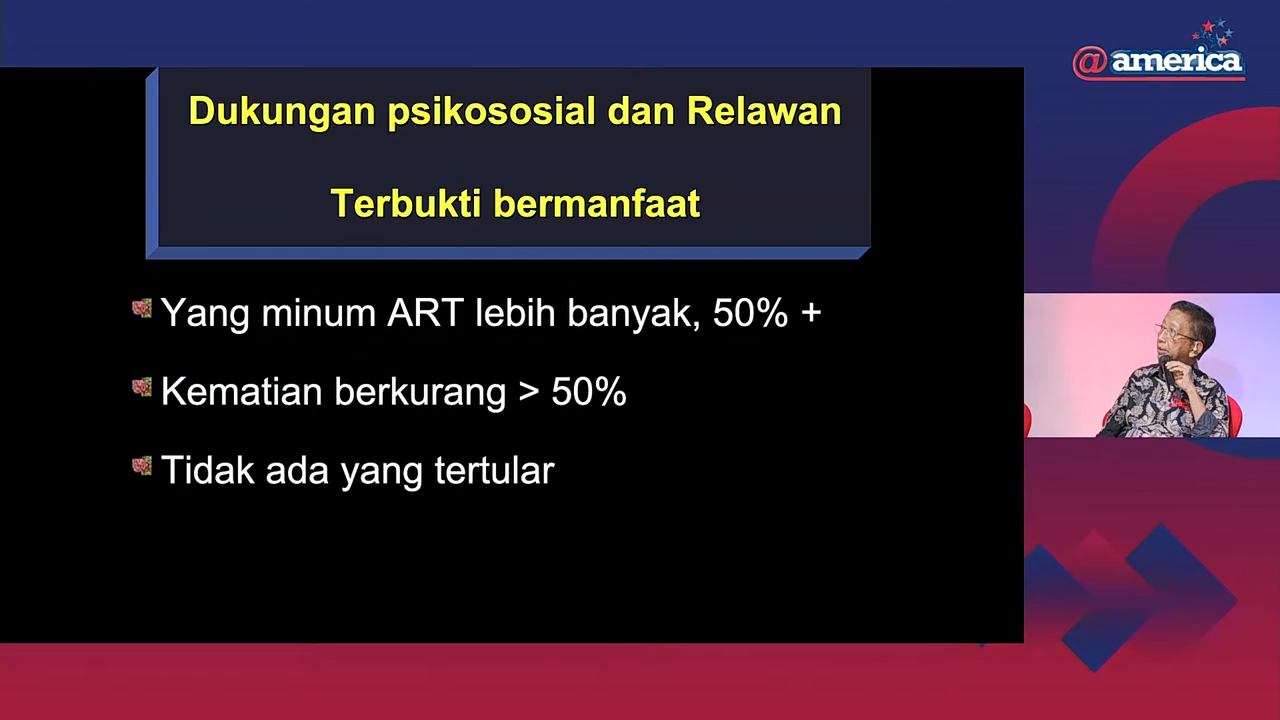 @america
Dukungan psikososial dan Relawan
Terbukti bermanfaat
Yang minum ART lebih banyak, 50% +
Kematian berkurang > 50%
Tidak ada yang tertular